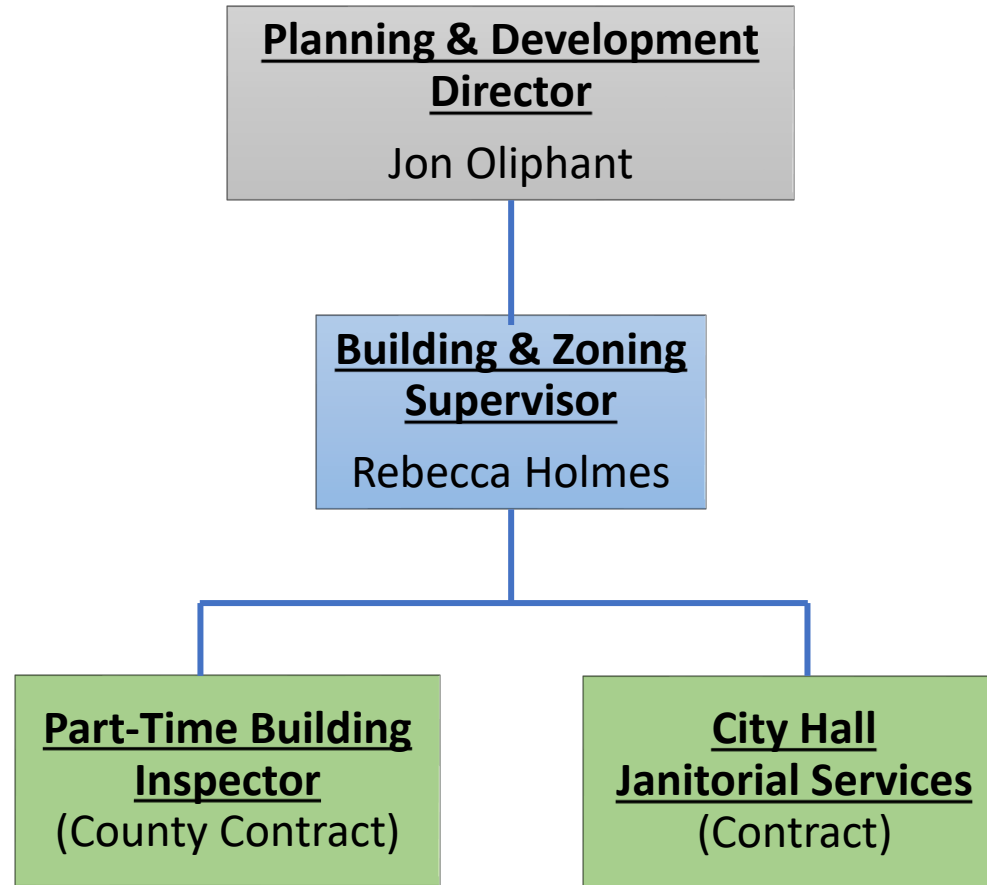 Planning & Development
Director
Jon Oliphant
Building & Zoning
Supervisor
Rebecca Holmes
Part-Time Building
Inspector
(County Contract)
City Hall
Janitorial Services
(Contract)